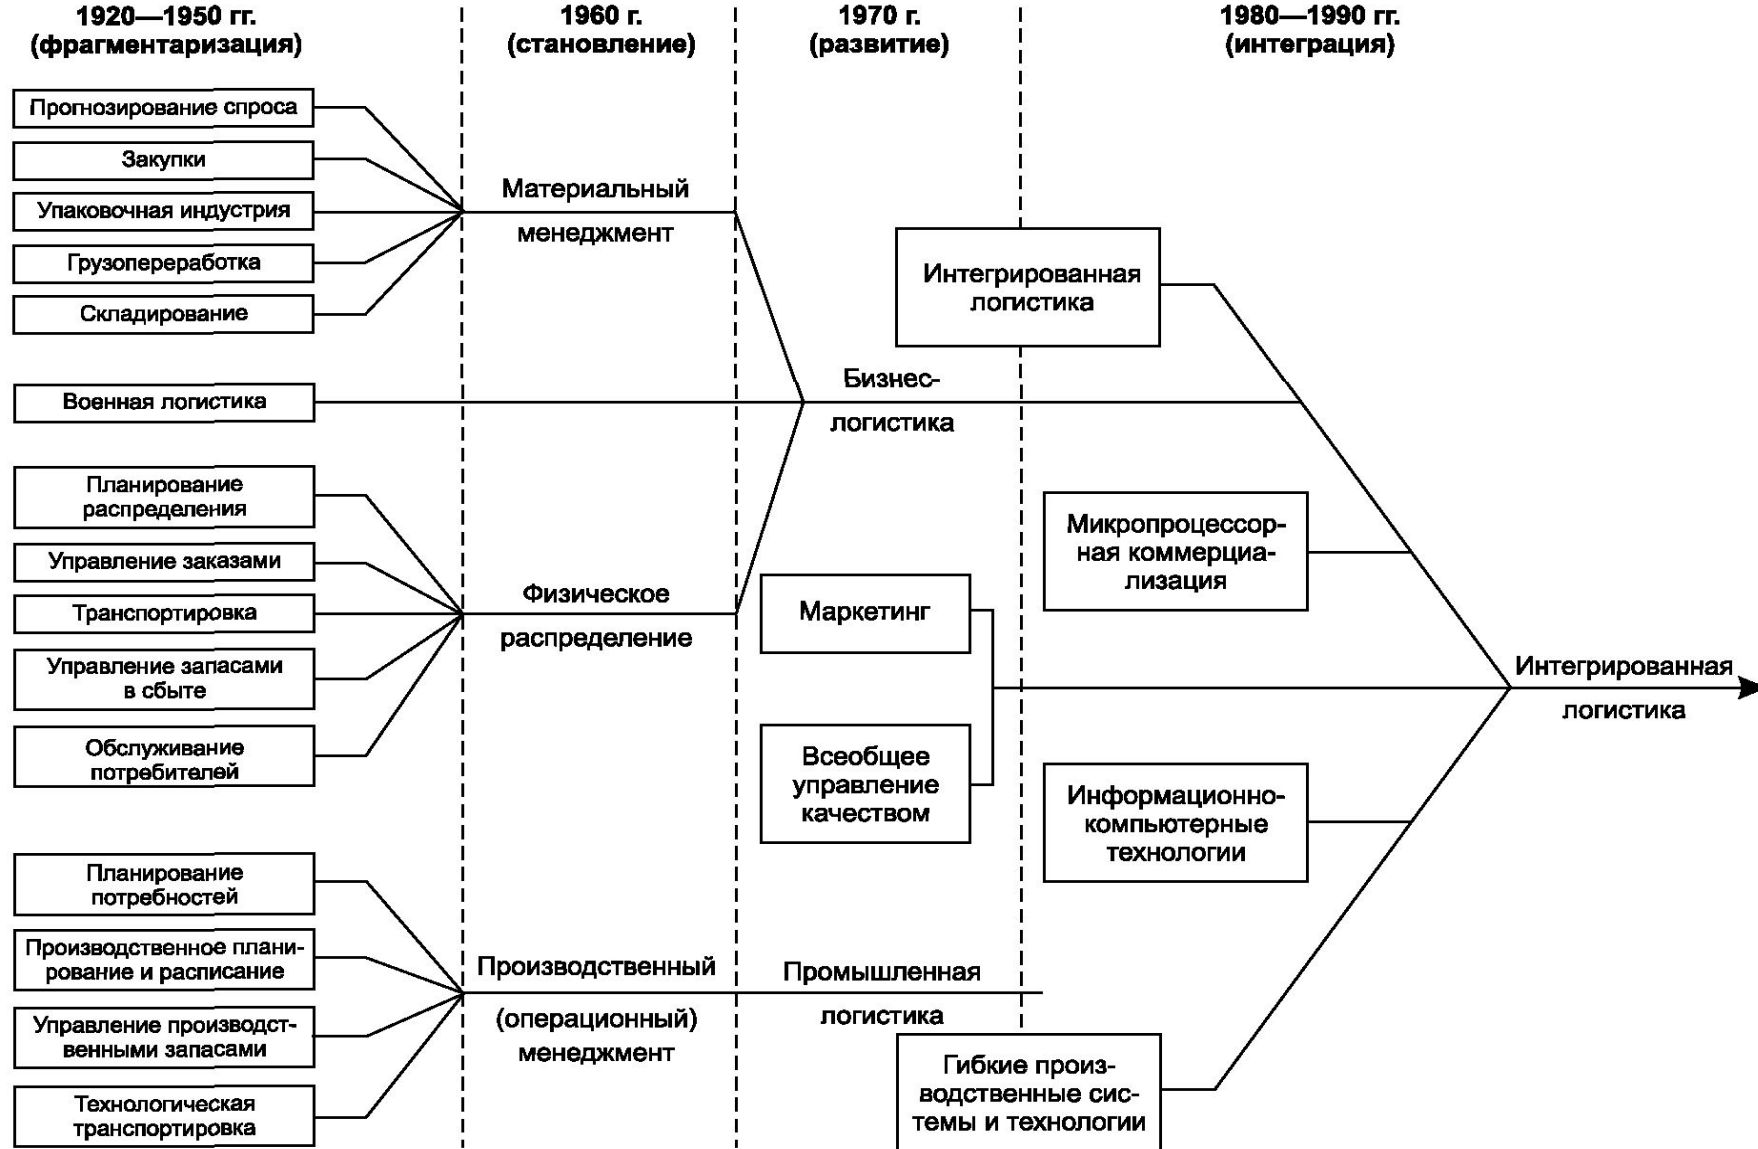 1920—1950 гг.
(фрагментаризация)
1960 г.
(становление)
1970 г.
(развитие)
1980—1990 гг.
(интеграция)
Прогнозирование спроса
Закупки
Упаковочная индустрия
Грузопереработка
Складирование
Военная логистика
Планирование
распределения
Управление заказами
Транспортировка
Управление запасами
в сбыте
Обслуживание
потребителей
Планирование
потребностей
Производственное плани-
рование и расписание
Управление производст-
венными запасами
Технологическая
транспортировка
Материальный
менеджмент
Физическое
распределение
Производственный
(операционный)
менеджмент
Бизнес-
логистика
Маркетинг
Всеобщее
управление
качеством
Промышленная
логистика
Интегрированная
логистика
Микропроцессор-
ная коммерциа-
лизация
Информационно-
компьютерные
технологии
Гибкие произ-
водственные сис-
темы и технологии
Интегрированная
логистика